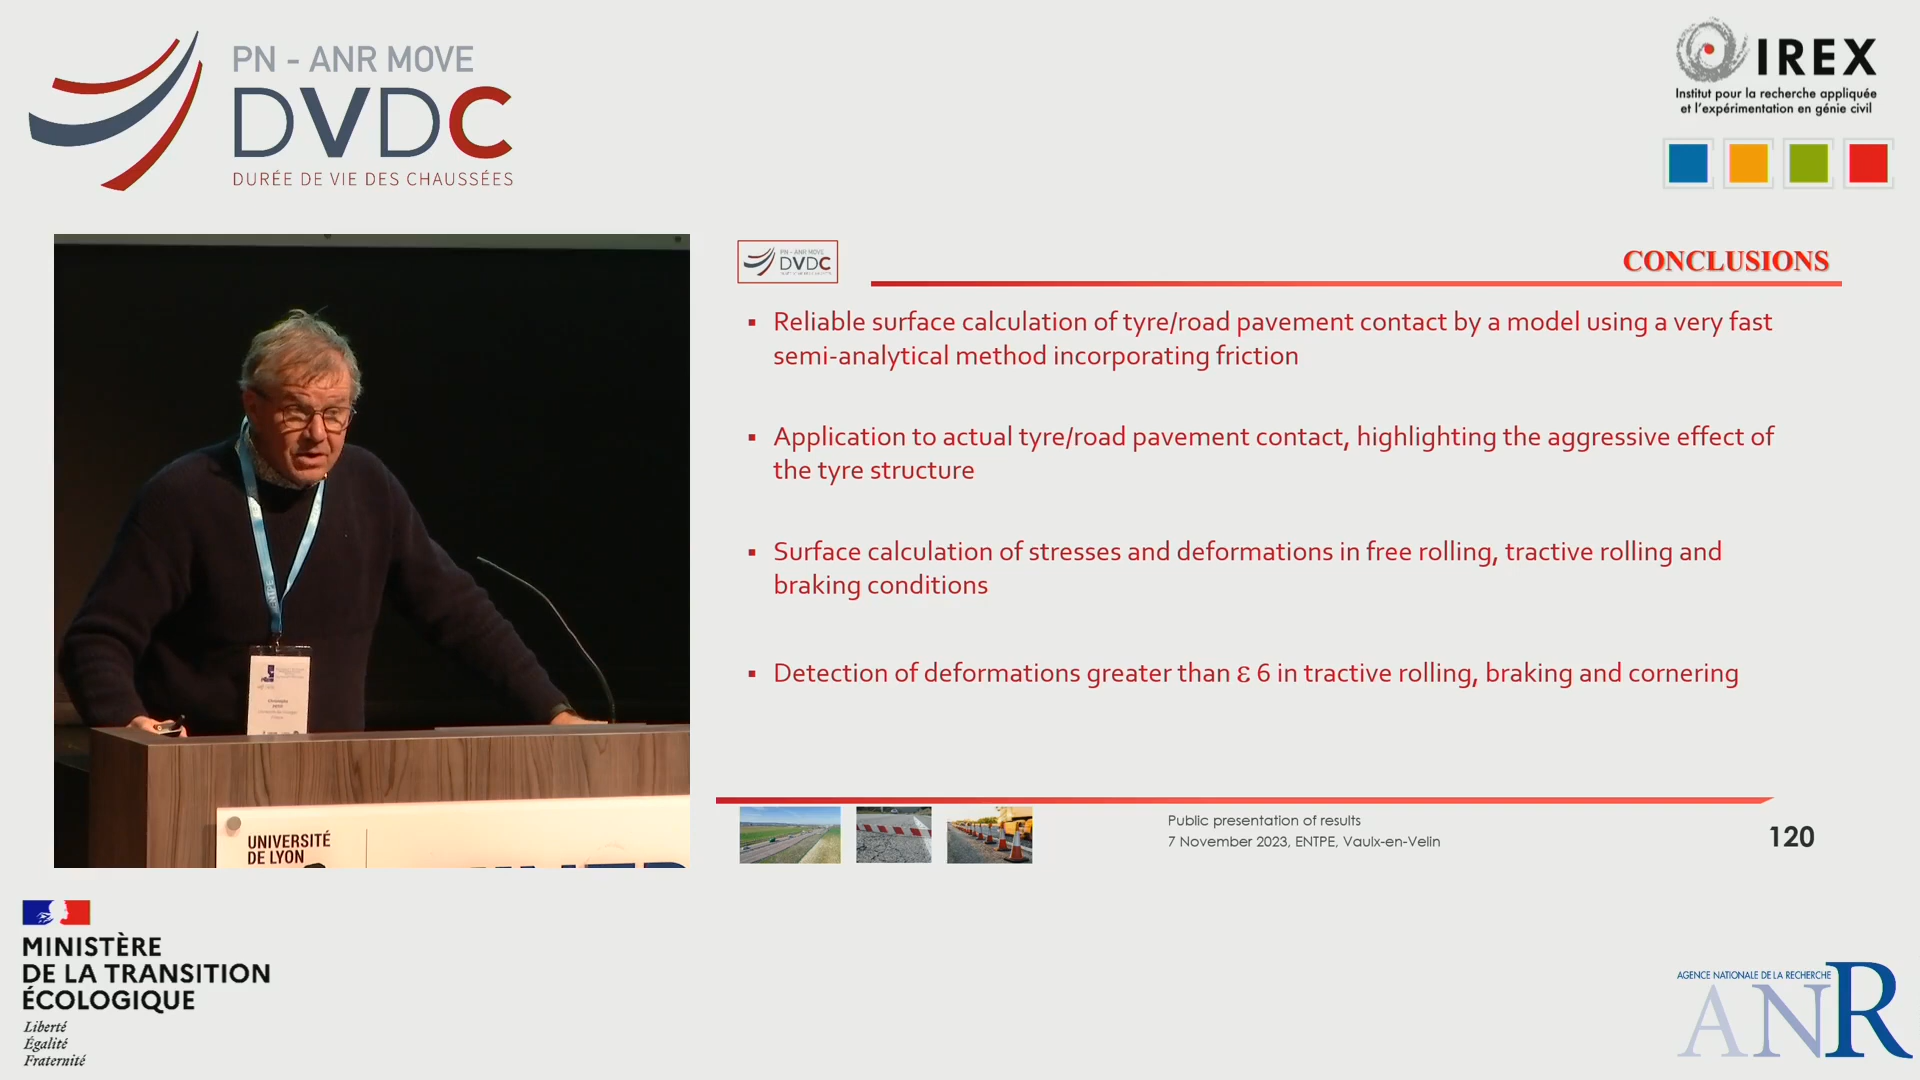 PN - ANR MOVE
DVDC
DURÉE DE VIE DES CHAUSSÉES
IREX
Institut pour la recherche appliquée
et l'expérimentation en génie civil
PN - ANR MOVE
DVDC
CONCLUSIONS
▪ Reliable surface calculation of tyre/road pavement contact by a model using a very fast
semi-analytical method incorporating friction
▪ Application to actual tyre/road pavement contact, highlighting the aggressive effect of
the tyre structure
▪ Surface calculation of stresses and deformations in free rolling, tractive rolling and
braking conditions
▪ Detection of deformations greater than ε 6 in tractive rolling, braking and cornering
UNIVERSITÉ
DE LYON
Public presentation of results
7 November 2023, ENTPE, Vaulx-en-Velin
120
MINISTÈRE
DE LA TRANSITION
ÉCOLOGIQUE
Liberté
Égalité
Fraternité
AGENCE NATIONALE DE LA RECHERCHE
ANR